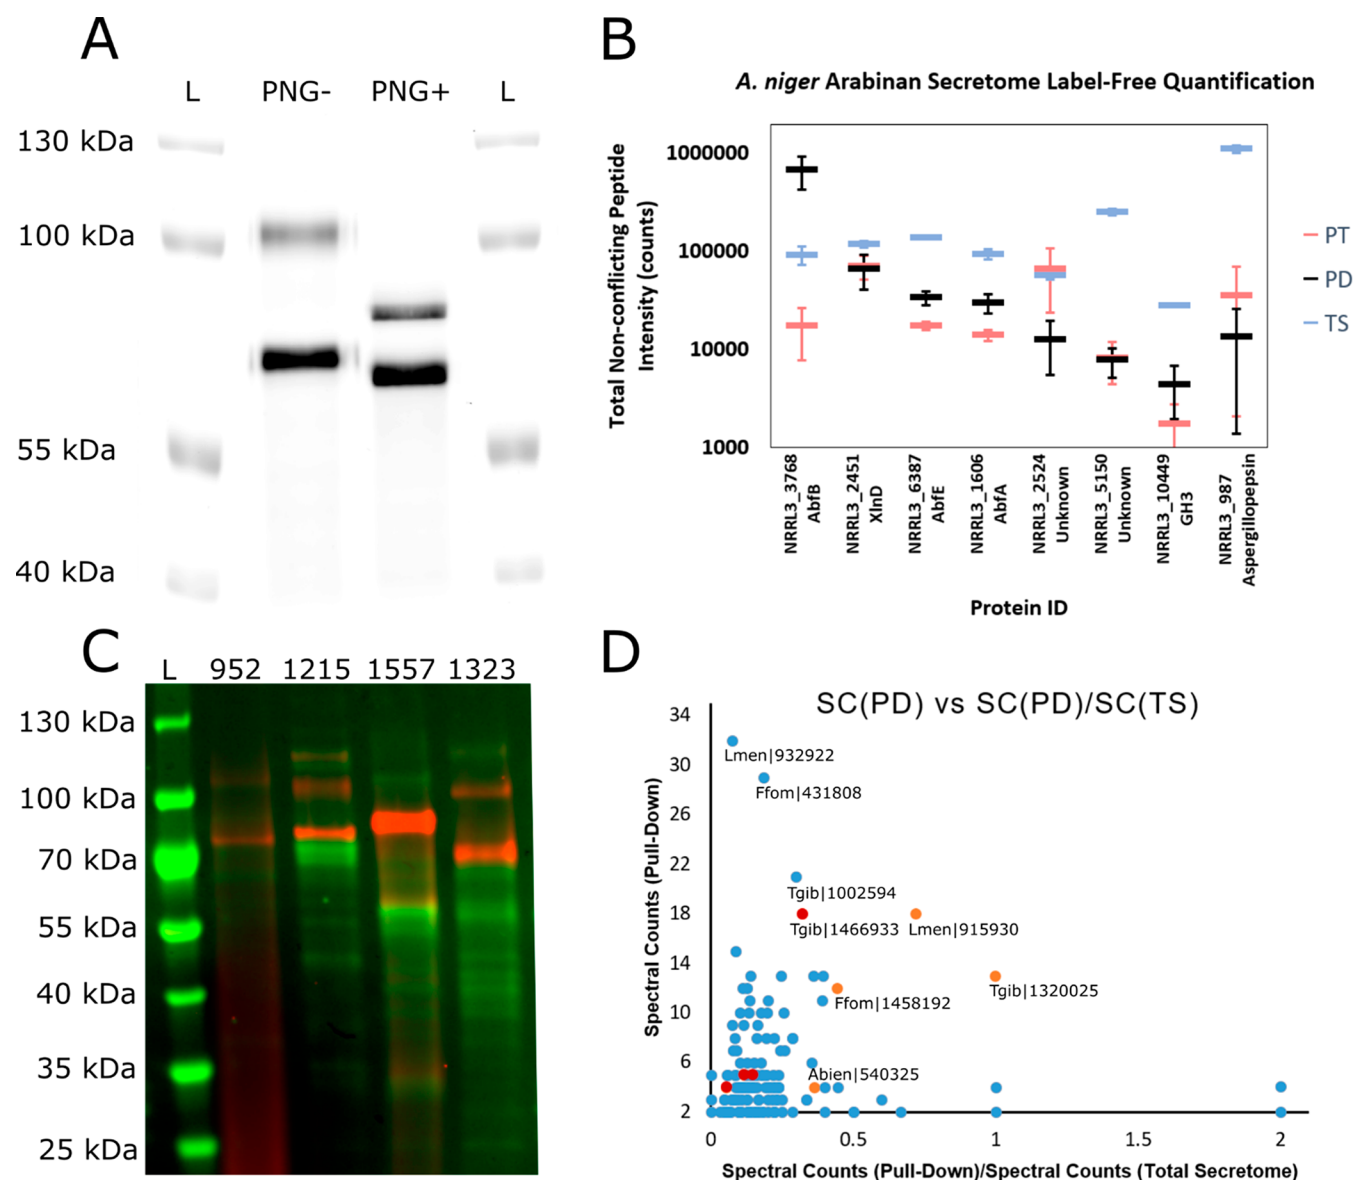 A
L PNG- PNG+ L
130 kDa
100 kDa
55 kDa
40 kDa
B
A. niger Arabinan Secretome Label-Free Quantification
Total Non-conflicting Peptide
Intensity (counts)
1000000
100000
10000
1000
PT
PD
TS
NRRL3_3768
AbfB
NRRL3_2451
XlnD
NRRL3_6387
AbfE
NRRL3_1606
AbfA
NRRL3_2524
Unknown
NRRL3_5150
Unknown
NRRL3_10449
GH3
NRRL3_987
Aspergillopepsin
Protein ID
C
L 952 1215 1557 1323
130 kDa
100 kDa
70 kDa
55 kDa
40 kDa
35 kDa
25 kDa
D
SC(PD) vs SC(PD)/SC(TS)
Spectral Counts (Pull-Down)
34
30
26
22
18
14
10
6
2
Lmen|932922
Ffom|431808
Tgib|1002594
Tgib|1466933 Lmen|915930
Tgib|1320025
Ffom|1458192
Abien|540325
0 0.5 1 1.5 2
Spectral Counts (Pull-Down)/Spectral Counts (Total Secretome)